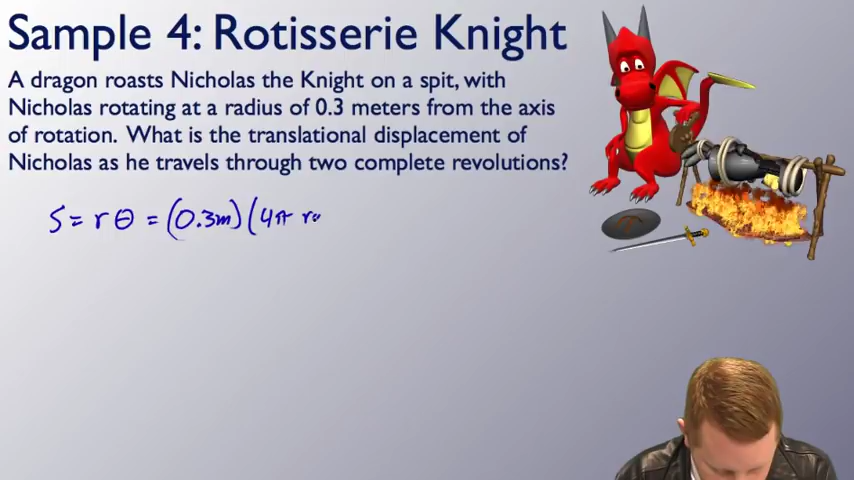 Sample 4: Rotisserie Knight
A dragon roasts Nicholas the Knight on a spit, with
Nicholas rotating at a radius of 0.3 meters from the axis
of rotation. What is the translational displacement of
Nicholas as he travels through two complete revolutions?
S = r θ = (0.3m) (4π ra